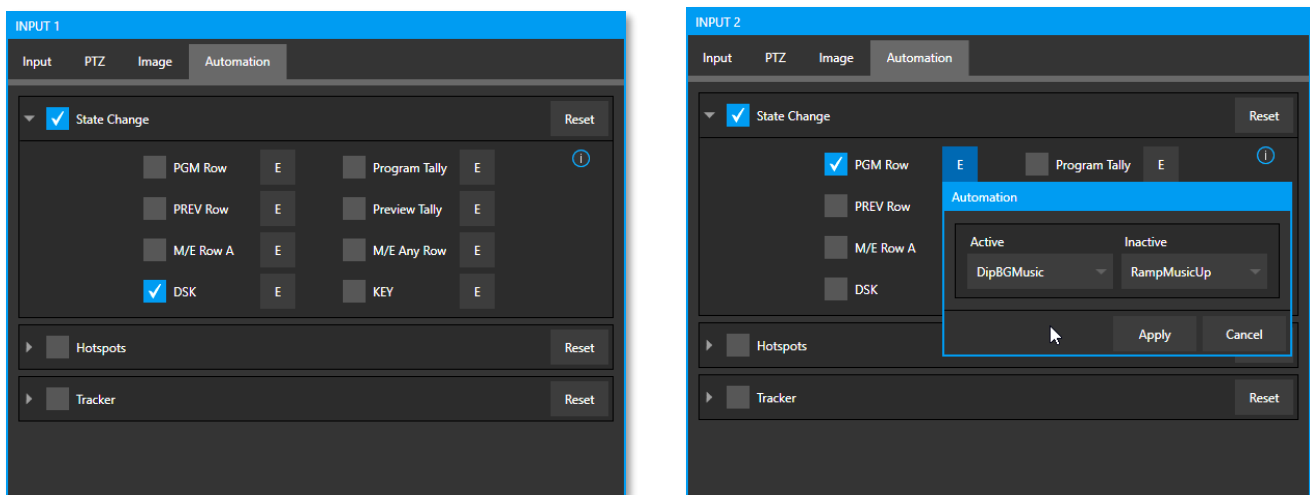 INPUT 1
Input PTZ Image Automation
State Change Reset
PGM Row E Program Tally E
PREV Row E Preview Tally E
M/E Row A E M/E Any Row E
DSK E KEY E
Hotspots Reset
Tracker Reset
INPUT 2
Input PTZ Image Automation
State Change Reset
PGM Row E Program Tally E
PREV Row
M/E Row A
DSK
Automation
Active Inactive
DipBGMusic RampMusicUp
Apply Cancel
Hotspots
Tracker Reset